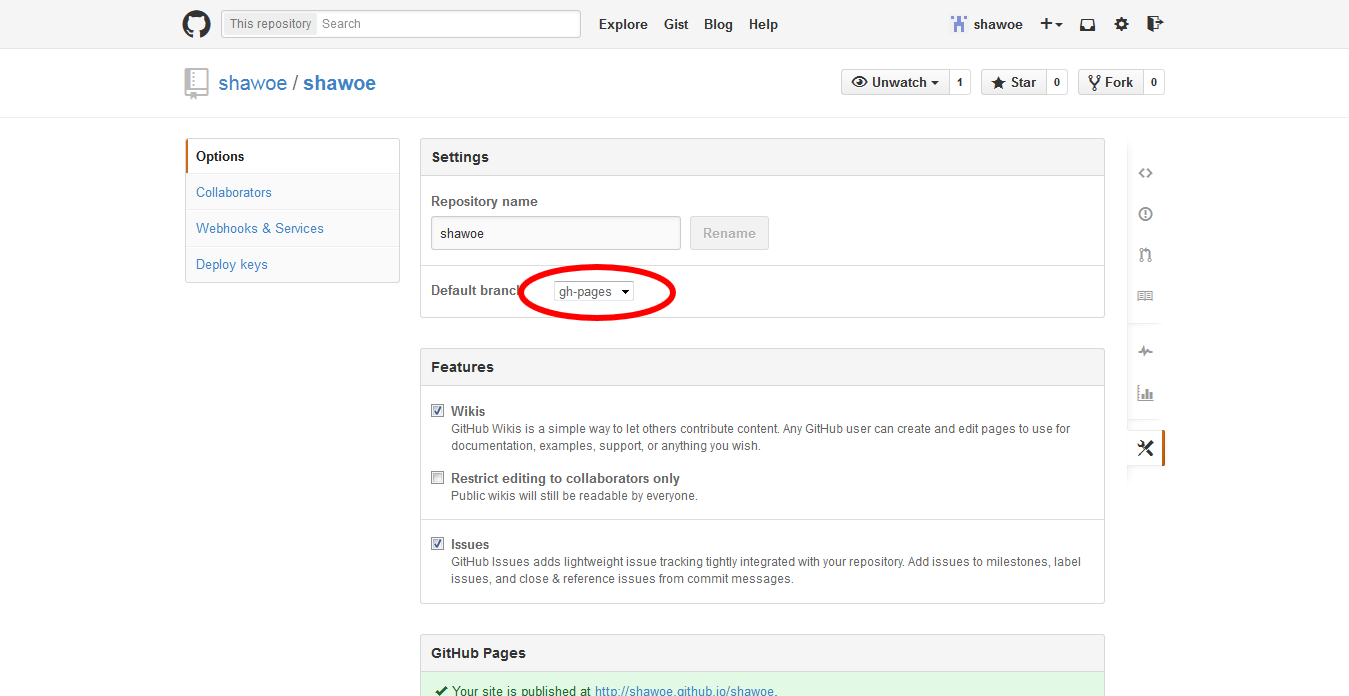 This repository Search Explore Gist Blog Help shawoe
shawoe / shawoe Unwatch 1 Star 0 Fork 0
Options
Collaborators
Webhooks & Services
Deploy keys
Settings
Repository name
shawoe Rename
Default branch gh-pages
Features
Wikis
GitHub Wikis is a simple way to let others contribute content. Any GitHub user can create and edit pages to use for
documentation, examples, support, or anything you wish.
Restrict editing to collaborators only
Public wikis will still be readable by everyone.
Issues
GitHub Issues adds lightweight issue tracking tightly integrated with your repository. Add issues to milestones, label
issues, and close & reference issues from commit messages.
GitHub Pages
Your site is published at http://shawoe.github.io/shawoe.